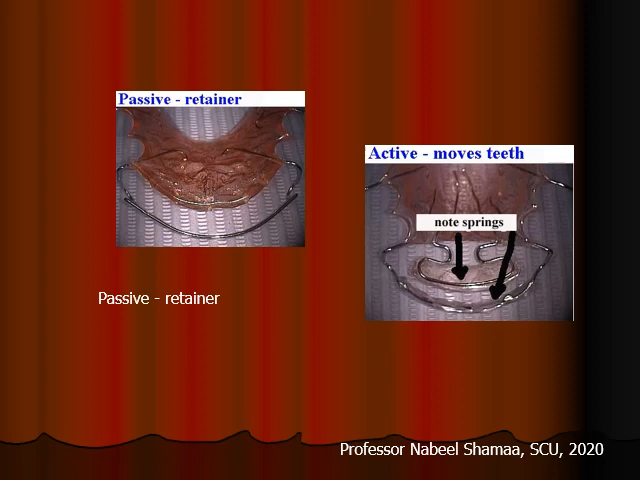 Passive - retainer
Active - moves teeth
note springs
Passive - retainer
Professor Nabeel Shamaa, SCU, 2020